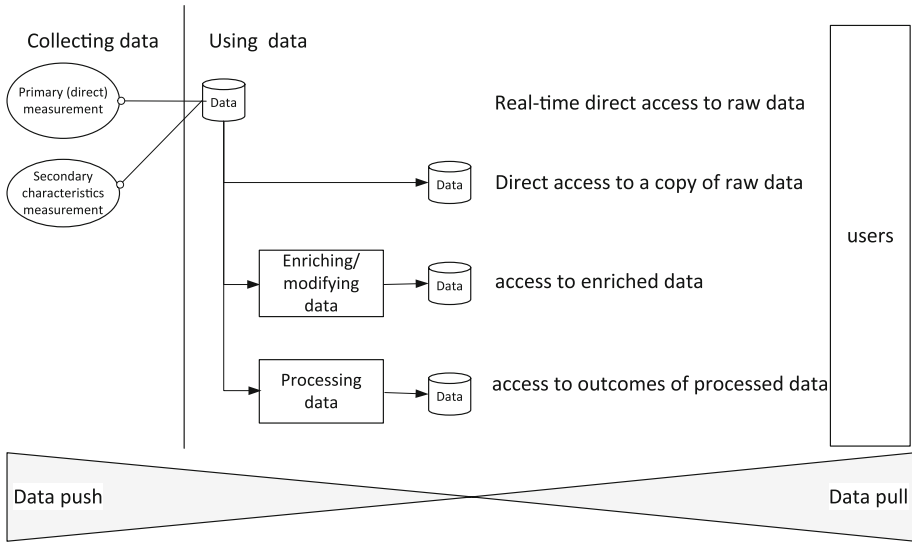 Collecting data
Using data
Primary (direct)
measurement
Data
Real-time direct access to raw data
Secondary
characteristics
measurement
Data
Direct access to a copy of raw data
users
Enriching/
modifying
data
Data
access to enriched data
Processing
data
Data
access to outcomes of processed data
Data push
Data pull